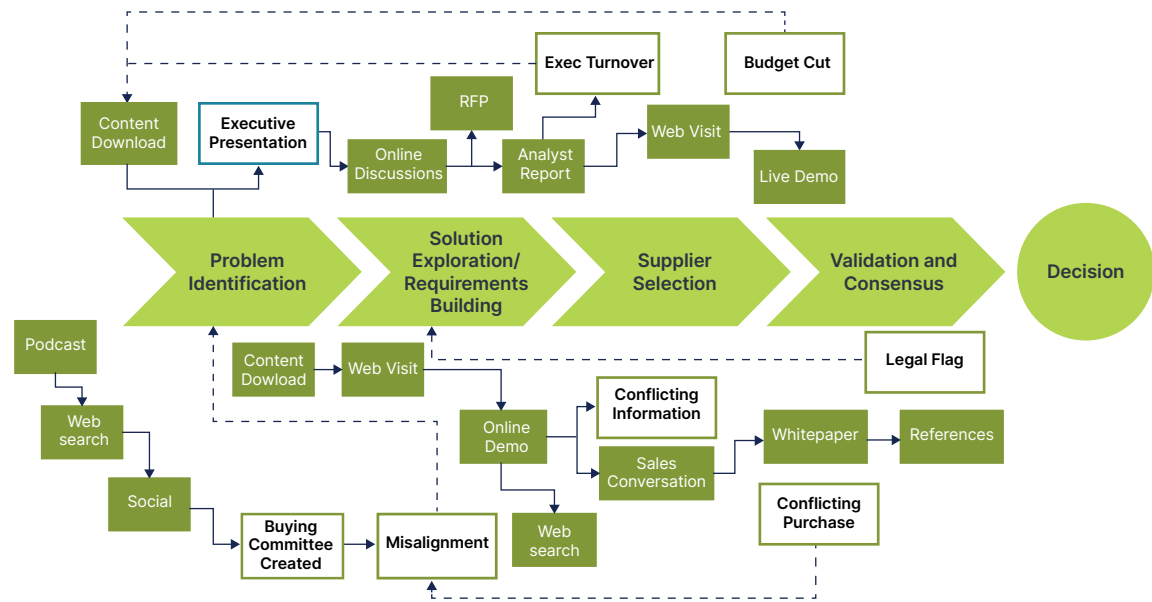 Exec Turnover
Budget Cut
RFP
Content
Download
Executive
Presentation
Online
Discussions
Analyst
Report
Web Visit
Live Demo
Problem
Identification
Solution
Exploration/
Requirements
Building
Supplier
Selection
Validation and
Consensus
Decision
Podcast
Content
Dowload
Web Visit
Legal Flag
Web
search
Online
Demo
Conflicting
Information
Whitepaper
References
Social
Sales
Conversation
Buying
Committee
Created
Misalignment
Web
search
Conflicting
Purchase